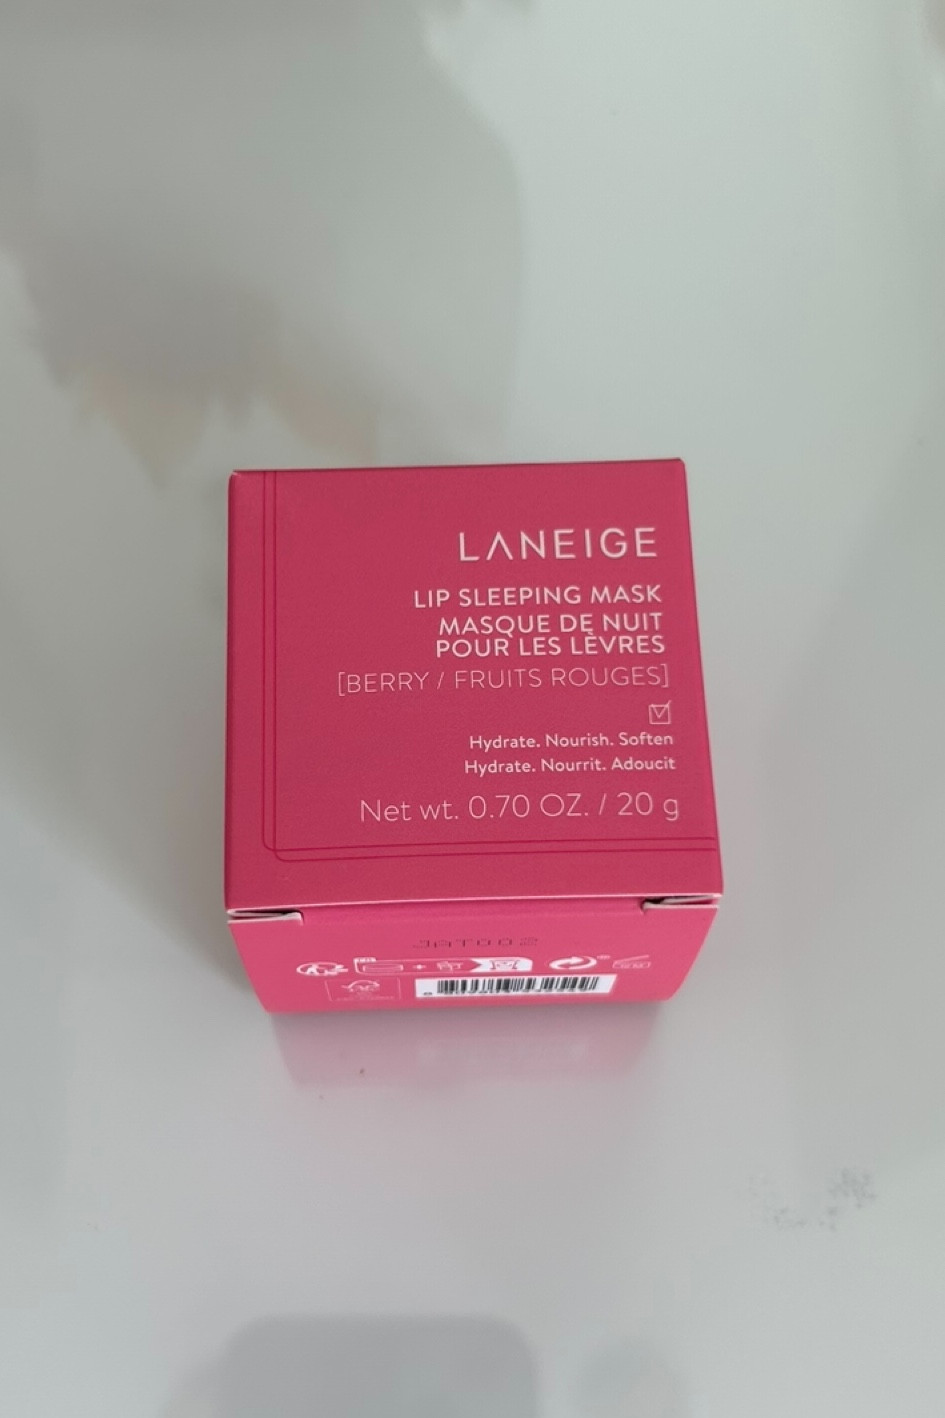 LANEIGE
LIP SLEEPING MASK
MASQUE DE NUIT
POUR LES LÈVRES
[BERRY / FRUITS ROUGES]
Hydrate. Nourish. Soften
Hydrate. Nourrit. Adoucit
Net wt. 0.70 OZ. / 20 g